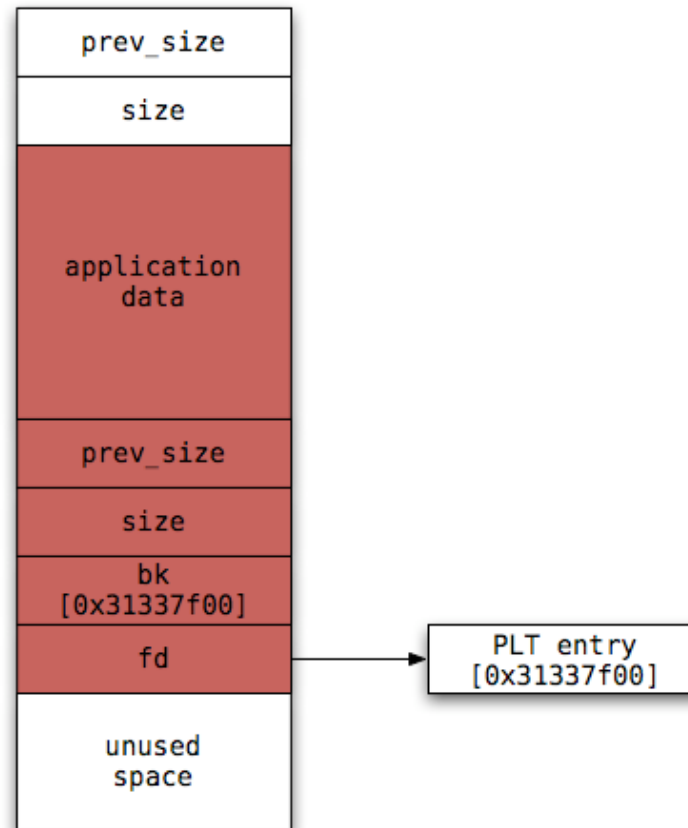 prev_size
size
application
data
prev_size
size
bk
[0x31337f00]
fd
PLT entry
[0x31337f00]
unused
space